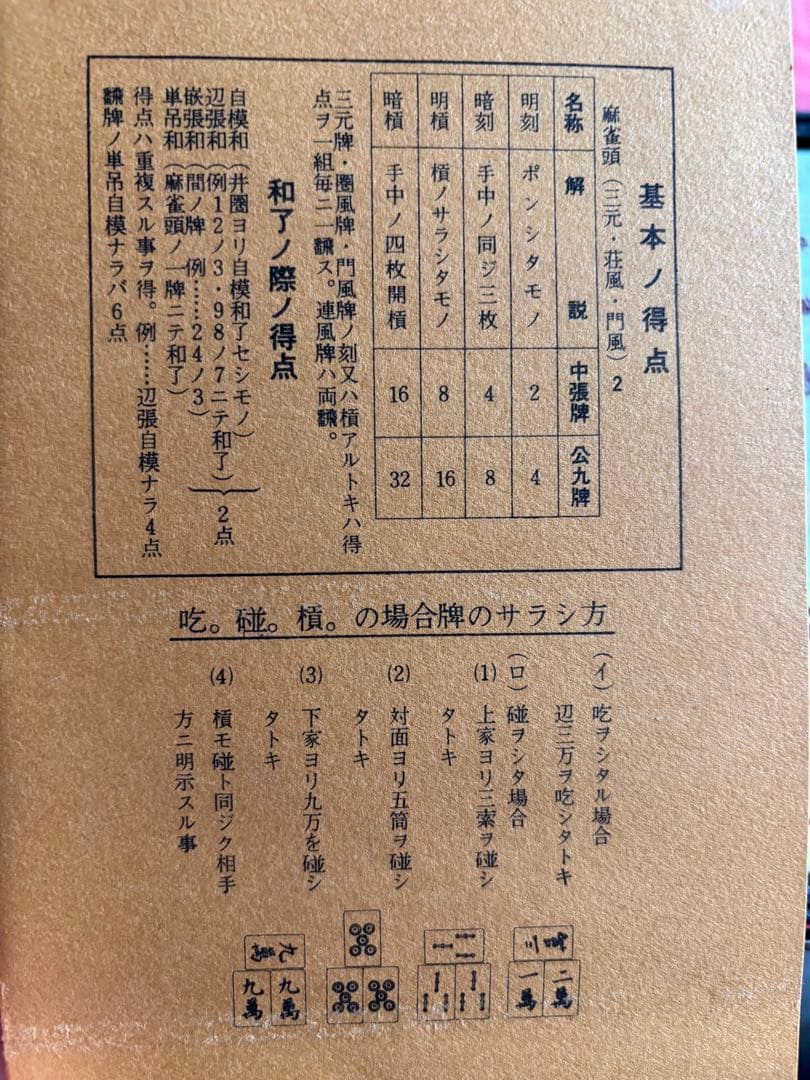 基本ノ得点
麻雀頭(三元・荘風・門風) 2
名称 解説 中張牌 公九牌
明刻 ポンシタモノ 2 4
暗刻 手中ノ同ジ三枚 4 8
明槓 槓ノサラシタモノ 8 16
暗槓 手中ノ四枚開槓 16 32
三元牌・圏風牌・門風牌ノ刻又ハ槓アルトキハ得
点ヲ一組毎ニ一飜ス。連風牌ハ両飜。
和了ノ際ノ得点
自模和(井圏ヨリ自模和了セシモノ)
辺張和(例12ノ3・98ノ7ニテ和了)
嵌張和(間ノ牌 例……24ノ3)
単吊和(麻雀頭ノ一牌ニテ和了)
2点
得点ハ重複スル事ヲ得。例……辺張自模ナラ4点
飜牌ノ単吊自模ナラバ6点
吃。碰。槓。の場合牌のサラシ方
(イ) 吃ヲシタル場合
辺三万ヲ吃シタトキ
(ロ) 碰ヲシタ場合
(1) 上家ヨリ三索ヲ碰シ
タトキ
(2) 対面ヨリ五筒ヲ碰シ
タトキ
(3) 下家ヨリ九万を碰シ
タトキ
(4) 槓モ碰ト同ジク相手
方ニ明示スル事
三萬
一萬
二萬
九萬
九萬
九萬